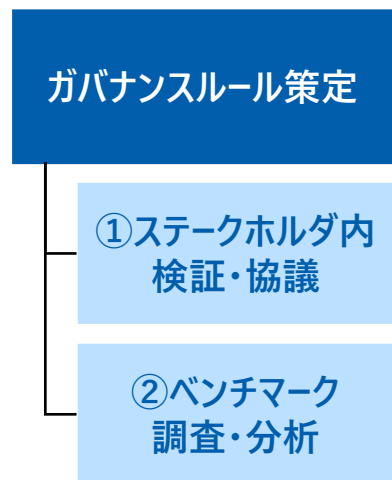 ガバナンスルール策定
①ステークホルダ内
検証・協議
②ベンチマーク
調査・分析